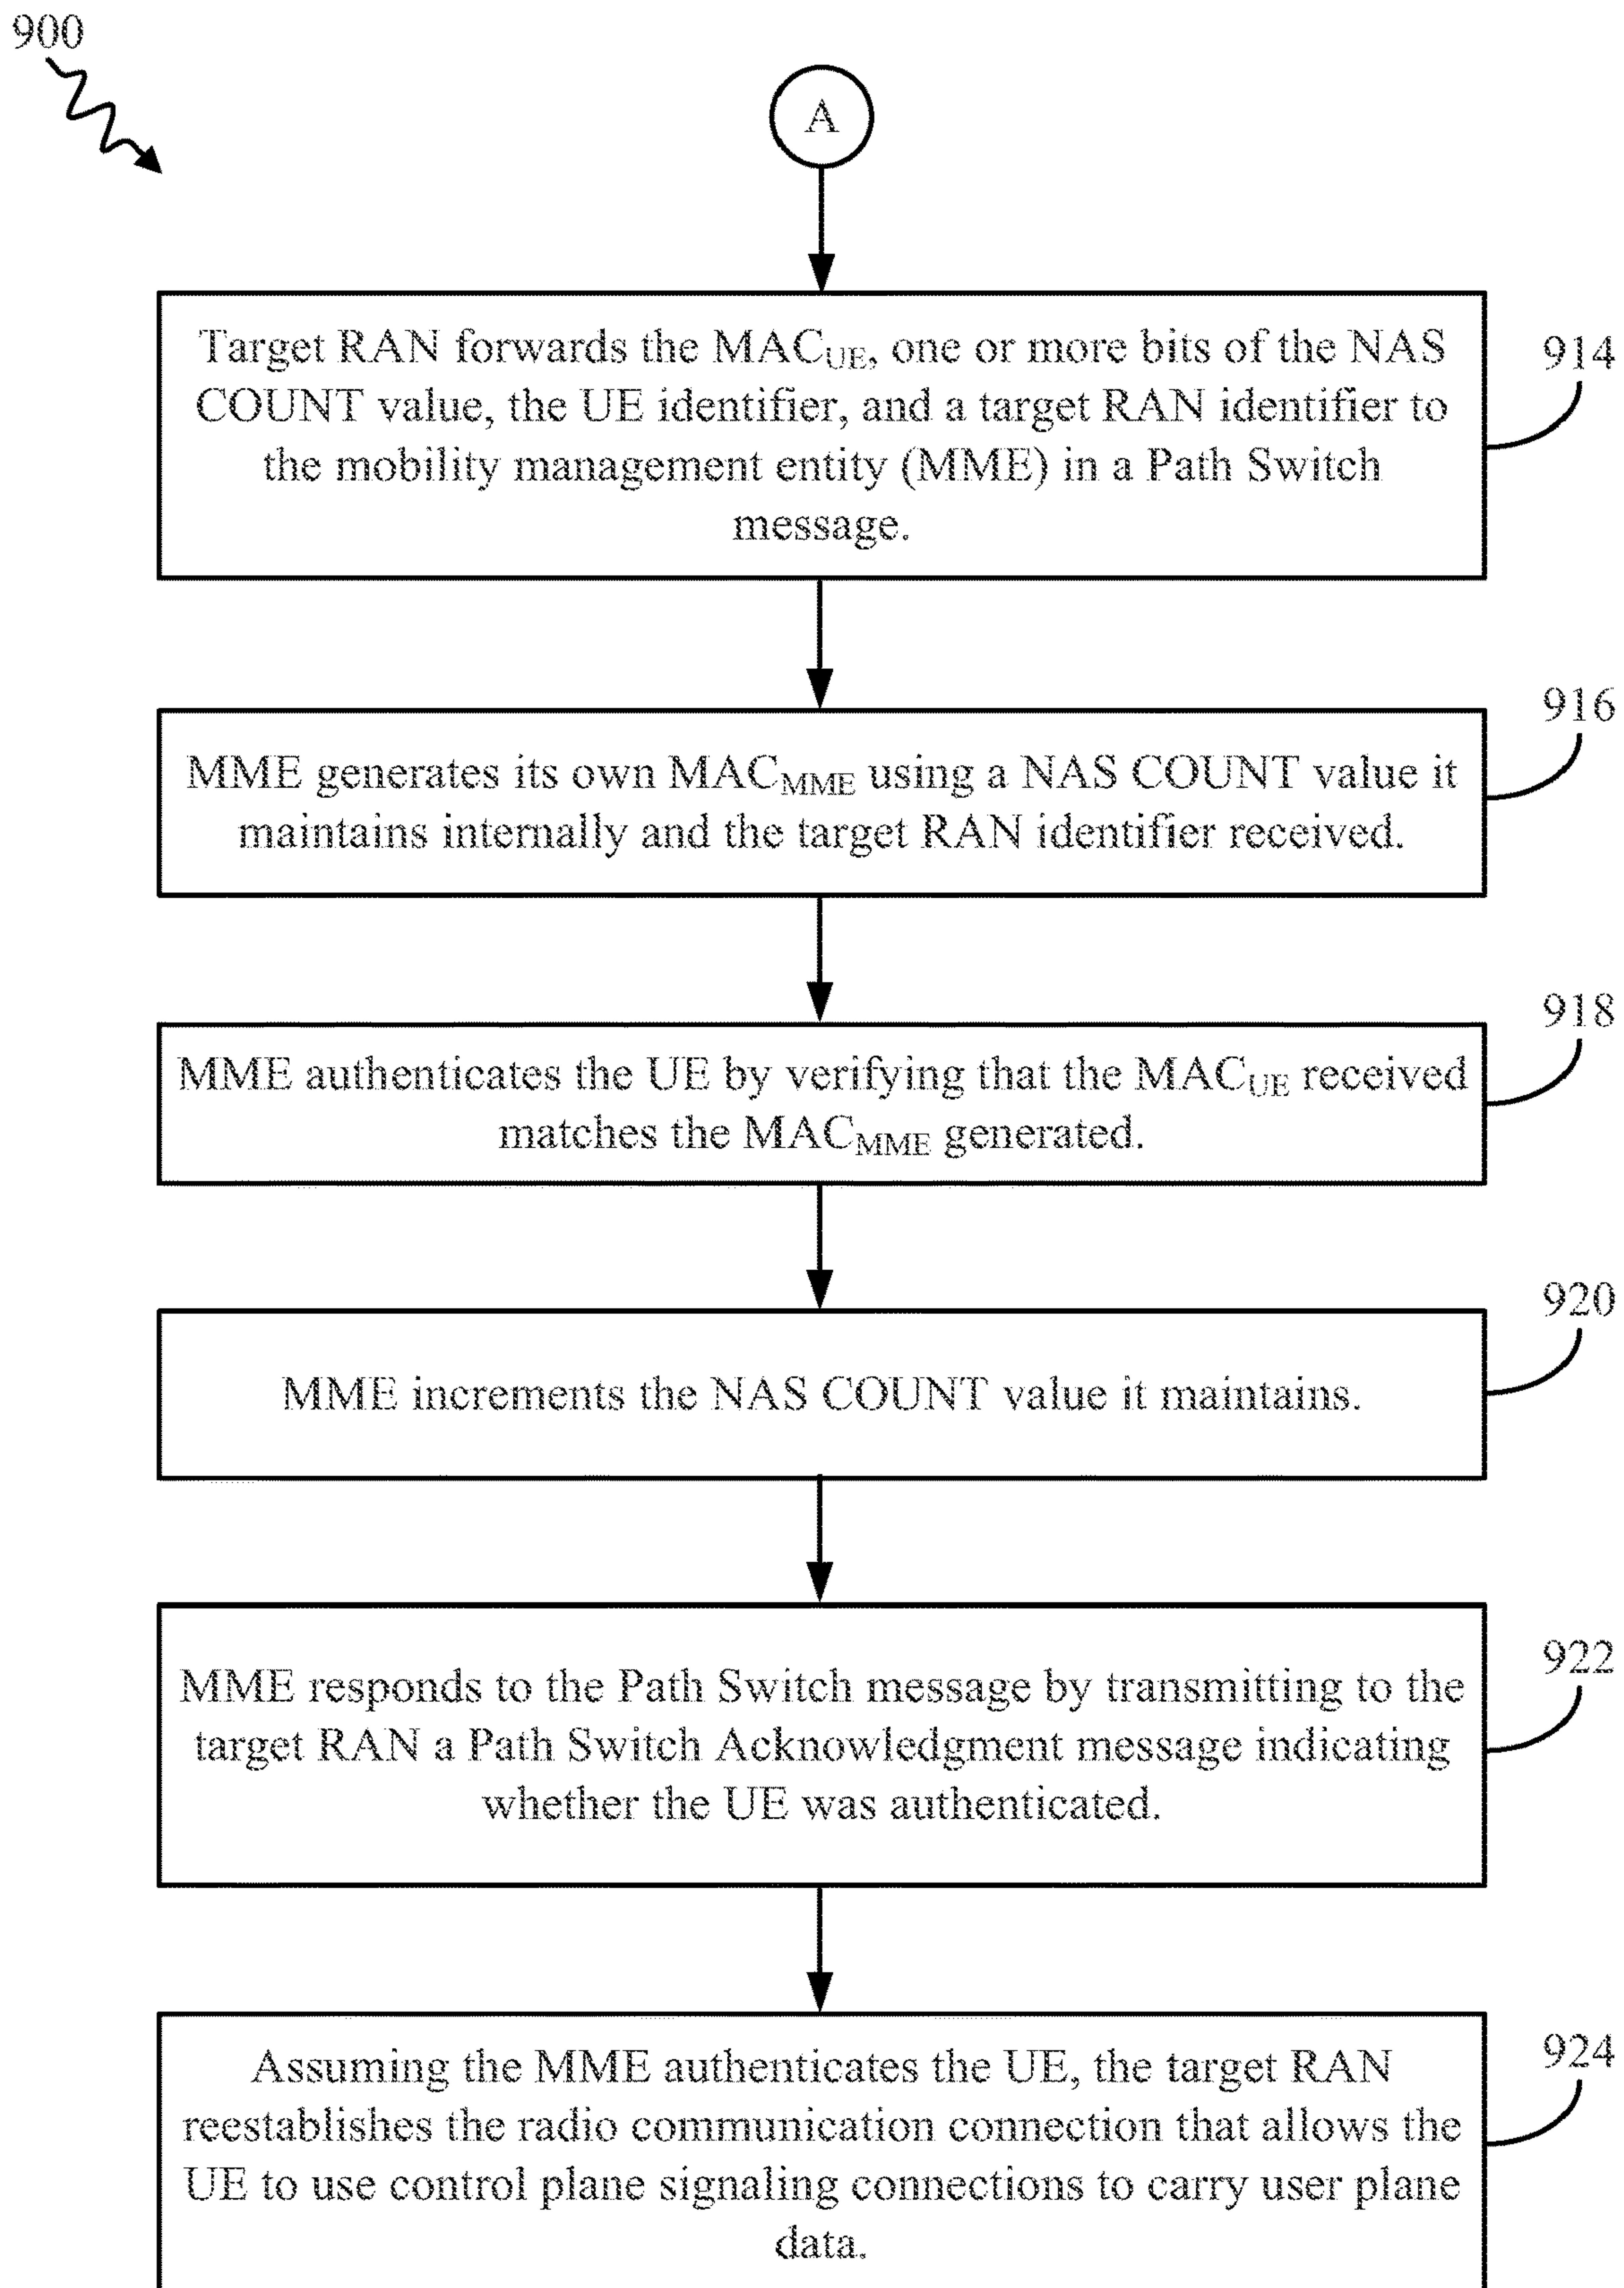 900
A
Target RAN forwards the MACUE, one or more bits of the NAS
COUNT value, the UE identifier, and a target RAN identifier to
the mobility management entity (MME) in a Path Switch
message.
914
MME generates its own MACMME using a NAS COUNT value it
maintains internally and the target RAN identifier received.
916
MME authenticates the UE by verifying that the MACUE received
matches the MACMME generated.
918
MME increments the NAS COUNT value it maintains.
920
MME responds to the Path Switch message by transmitting to the
target RAN a Path Switch Acknowledgment message indicating
whether the UE was authenticated.
922
Assuming the MME authenticates the UE, the target RAN
reestablishes the radio communication connection that allows the
UE to use control plane signaling connections to carry user plane
data.
924